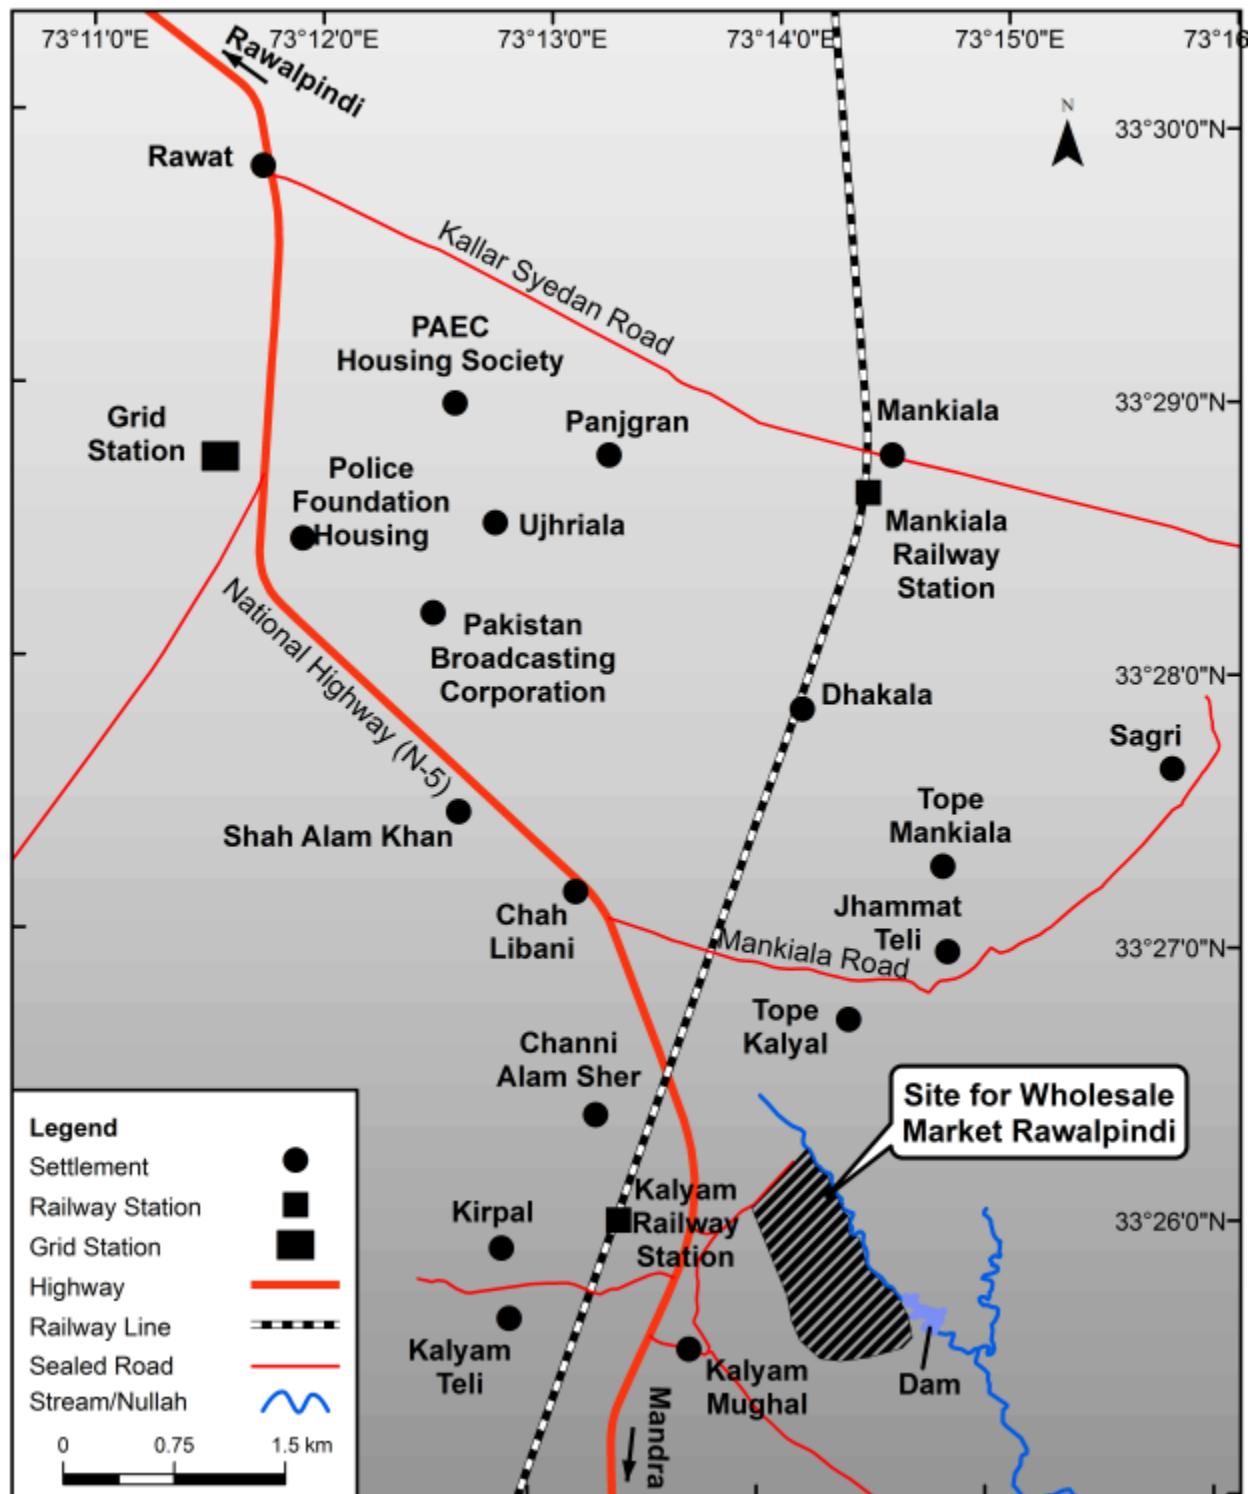 73°11'0"E
73°12'0"E
73°13'0"E
73°14'0"E
73°15'0"E
73°16
Rawalpindi
N
33°30'0"N
Rawat
Kallar Syedan Road
PAEC
Housing Society
33°29'0"N
Mankiala
Grid
Station
Panjgran
Police
Foundation
Housing
Ujhriala
Mankiala
Railway
Station
National Highway (N-5)
Pakistan
Broadcasting
Corporation
33°28'0"N
Dhakala
Sagri
Tope
Mankiala
Shah Alam Khan
Chah
Libani
Jhammat
Teli
Mankiala Road
33°27'0"N
Tope
Kalyal
Channi
Alam Sher
Site for Wholesale
Market Rawalpindi
Kalyam
Railway
Station
Kirpal
33°26'0"N
Kalyam
Teli
Kalyam
Mughal
Dam
Mandra
Legend
Settlement
Railway Station
Grid Station
Highway
Railway Line
Sealed Road
Stream/Nullah
0 0.75 1.5 km